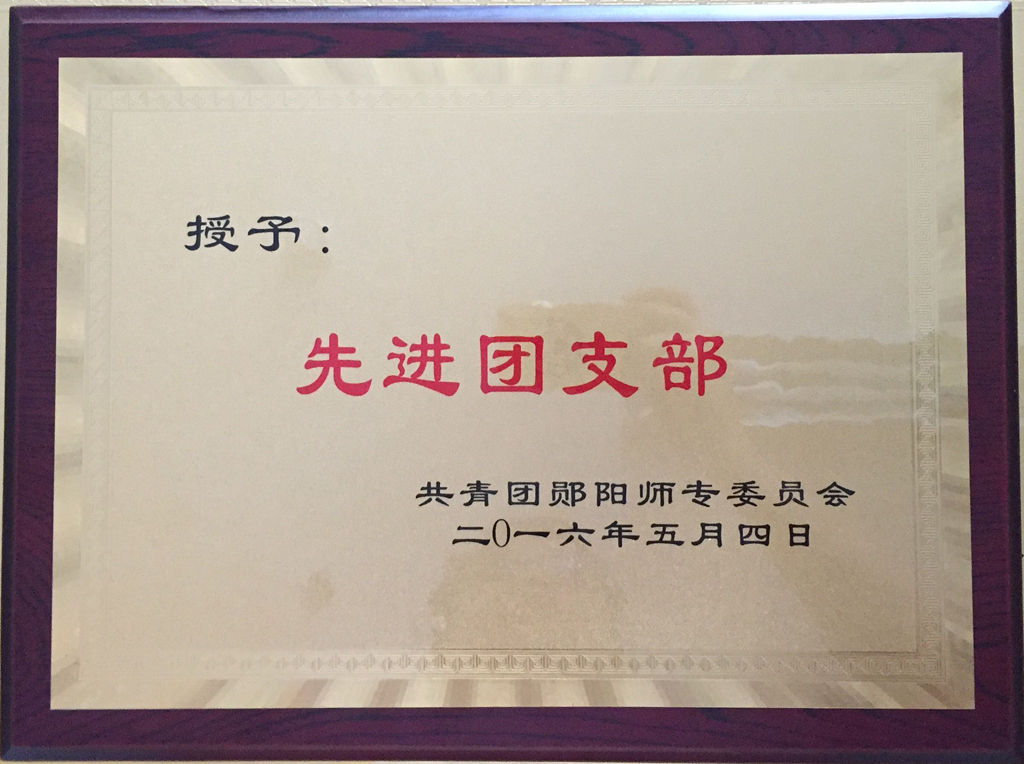 授予：
先进团支部
共青团郧阳师专委员会
二0一六年五月四日